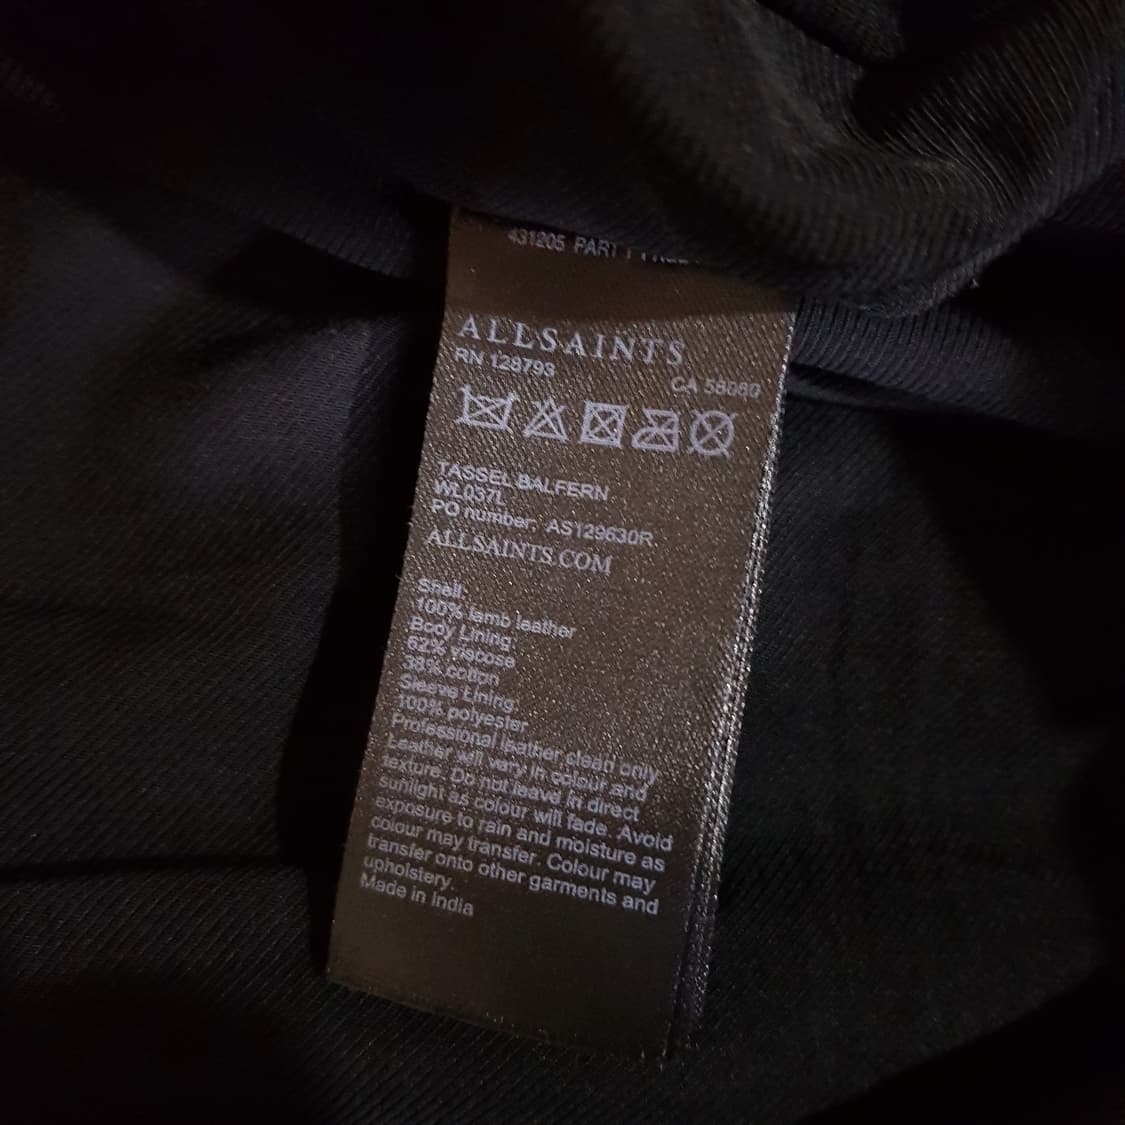 431205 PART
ALLSAINTS
RN 128793
CA 58080
TASSEL BALFERN
WL037L
PO number: AS129630R
ALLSAINTS.COM
Shell
100% lamb leather
Body Lining:
62% viscose
38% cotton
Sleeve Lining:
100% polyester
Professional leather clean only
Leather will vary in colour and
texture. Do not leave in direct
sunlight as colour will fade. Avoid
exposure to rain and moisture as
colour may transfer. Colour may
transfer onto other garments and
upholstery.
Made in India